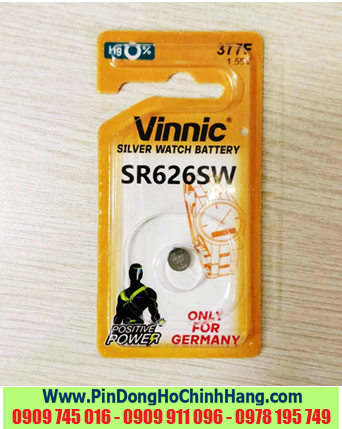 Hg 0%
377F
1.55V
Vinnic
SILVER WATCH BATTERY
SR626SW
POSITIVE
POWER
ONLY
FOR
GERMANY
Www.PinDongHoChinhHang.com
0909 745 016 - 0909 911 096 - 0978 195 749